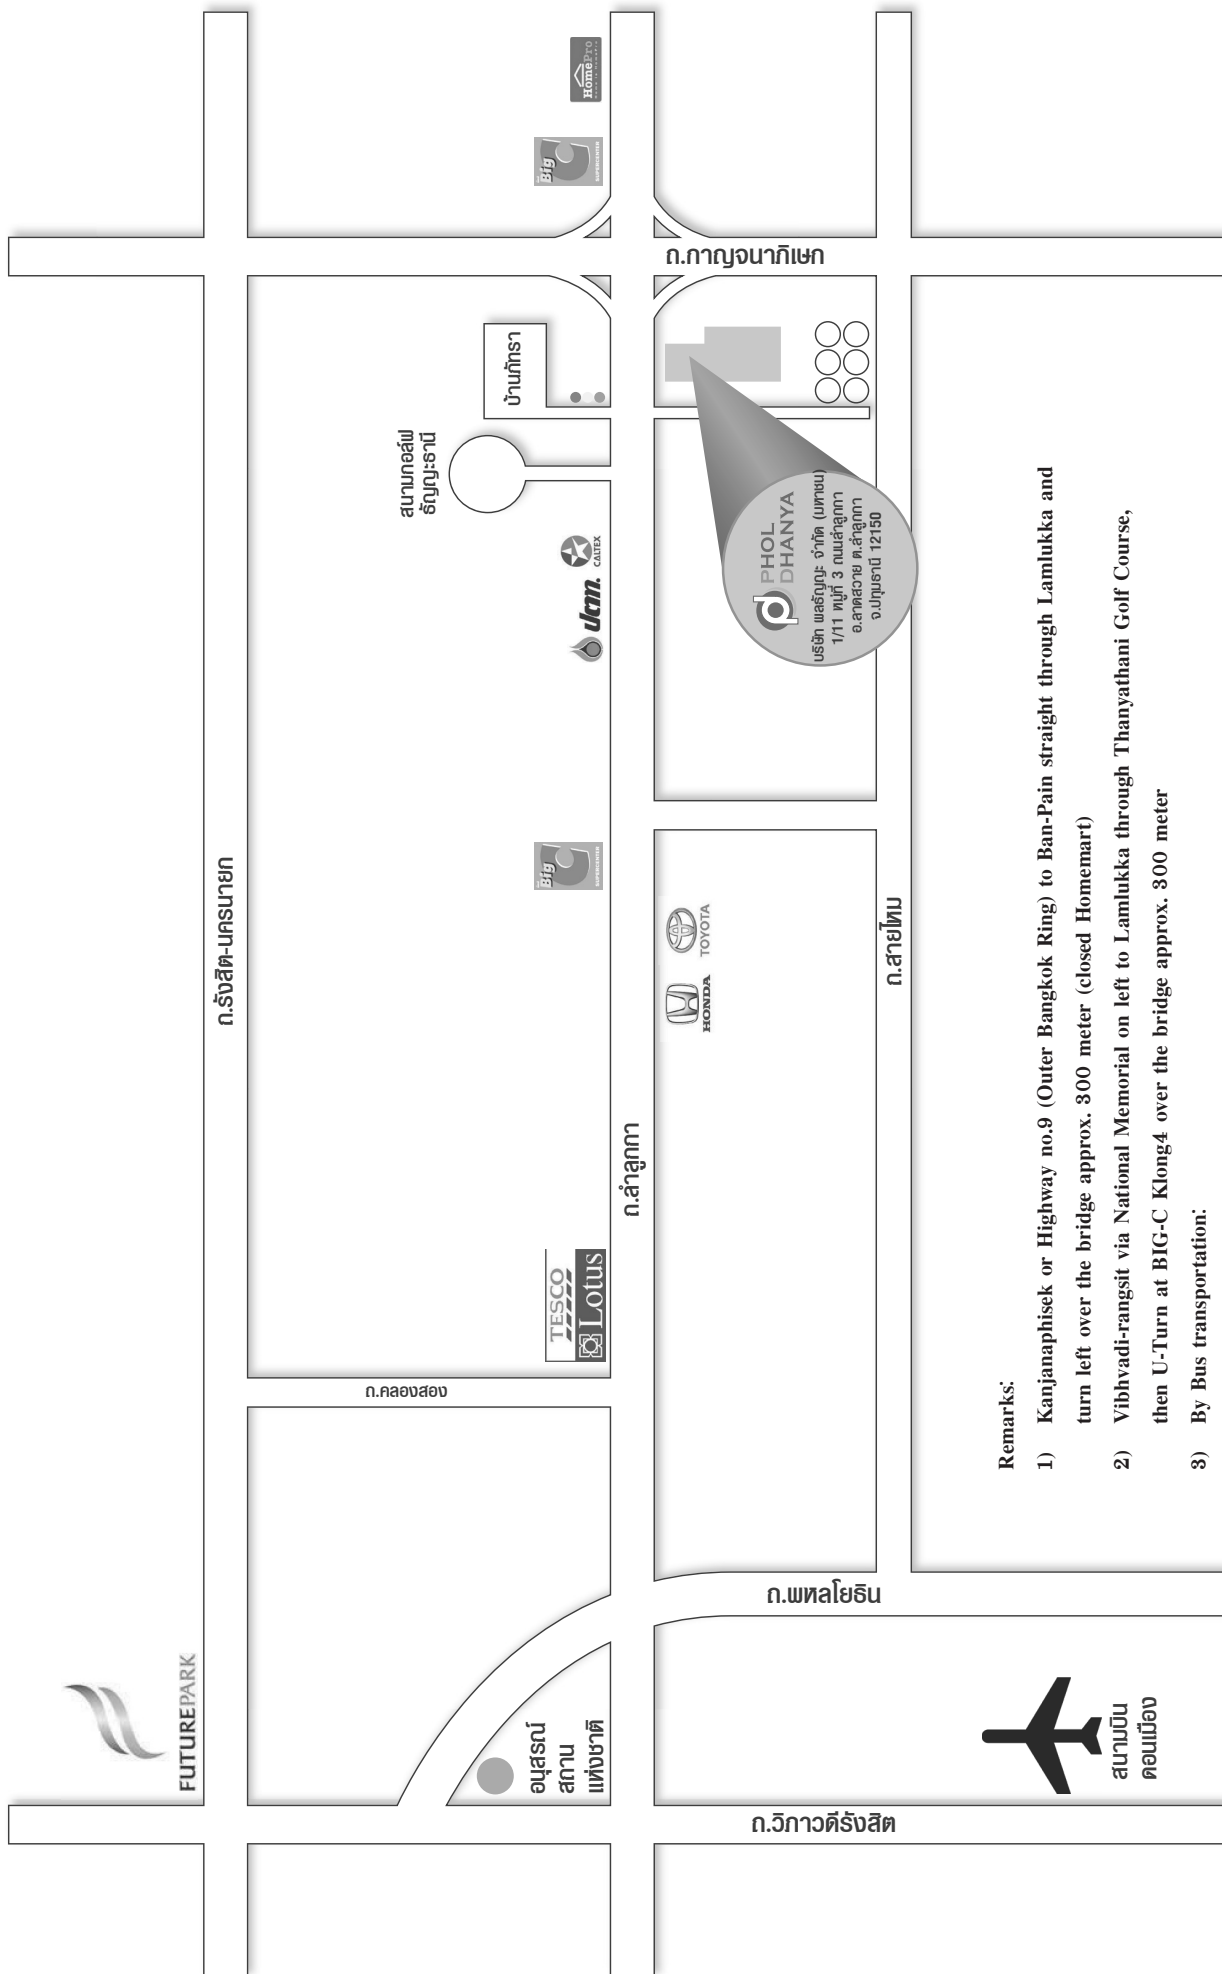 FUTUREPARK
ถ.รังสิต-นครนายก
อนุสรณ์
สถาน
แห่งชาติ
ถ.คลองสอง
TESCO
Lotus
Big
SUPERCENTER
ปตท.
CALTEX
สนามกอล์ฟ
ธัญญะธานี
บ้านภัทรา
Big
SUPERCENTER
HomePro
ถ.ลำลูกกา
ถ.กาญจนาภิเษก
HONDA
TOYOTA
PHOL
DHANYA
บริษัท พลธัญญะ จำกัด (มหาชน)
1/11 หมู่ที่ 3 ถนนลำลูกกา
อ.ลาดสวาย ต.ลำลูกกา
จ.ปทุมธานี 12150
ถ.พหลโยธิน
ถ.สายไหม
ถ.วิภาวดีรังสิต
สนามบิน
ดอนเมือง
Remarks:
1) Kanjanaphisek or Highway no.9 (Outer Bangkok Ring) to Ban-Pain straight through Lamlukka and
turn left over the bridge approx. 300 meter (closed Homemart)
2) Vibhvadi-rangsit via National Memorial on left to Lamlukka through Thanyathani Golf Course,
then U-Turn at BIG-C Klong4 over the bridge approx. 300 meter
3) By Bus transportation: